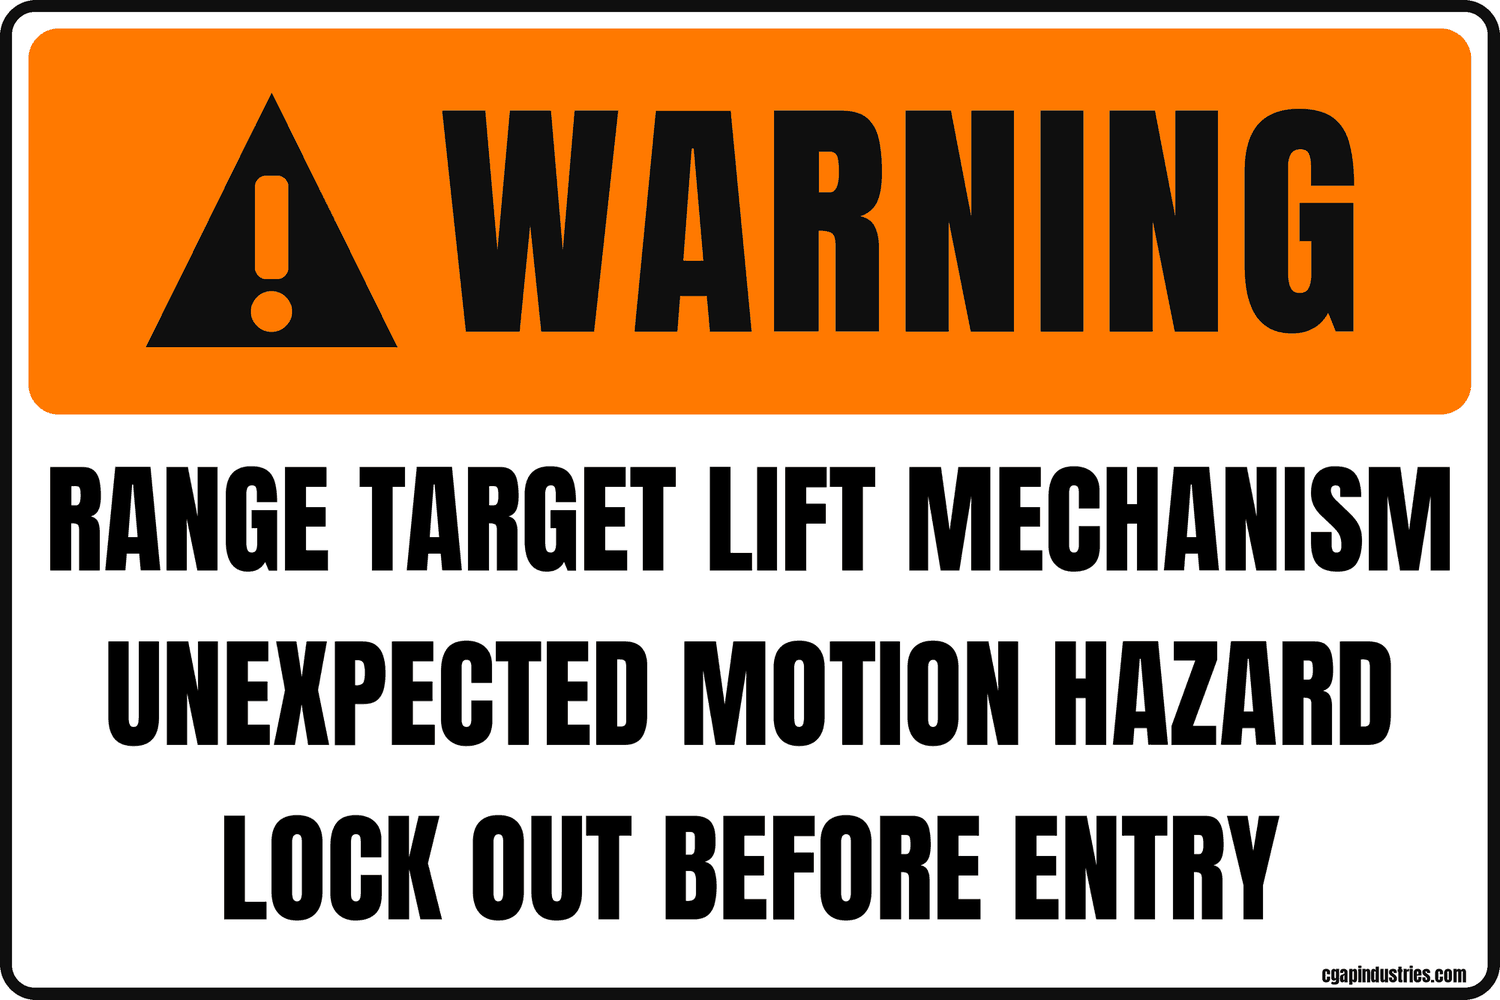 WARNING
RANGE TARGET LIFT MECHANISM
UNEXPECTED MOTION HAZARD
LOCK OUT BEFORE ENTRY
cgapindustries.com